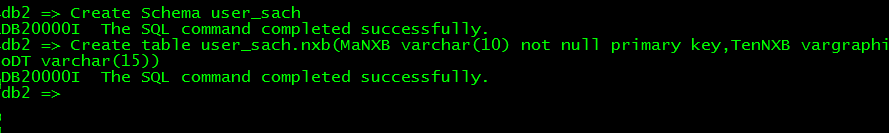 db2 => Create Schema user_sach
DB20000I  The SQL command completed successfully.
db2 => Create table user_sach.nxb(MaNXB varchar(10) not null primary key,TenNXB vargraphi
oDT varchar(15))
DB20000I  The SQL command completed successfully.
db2 =>